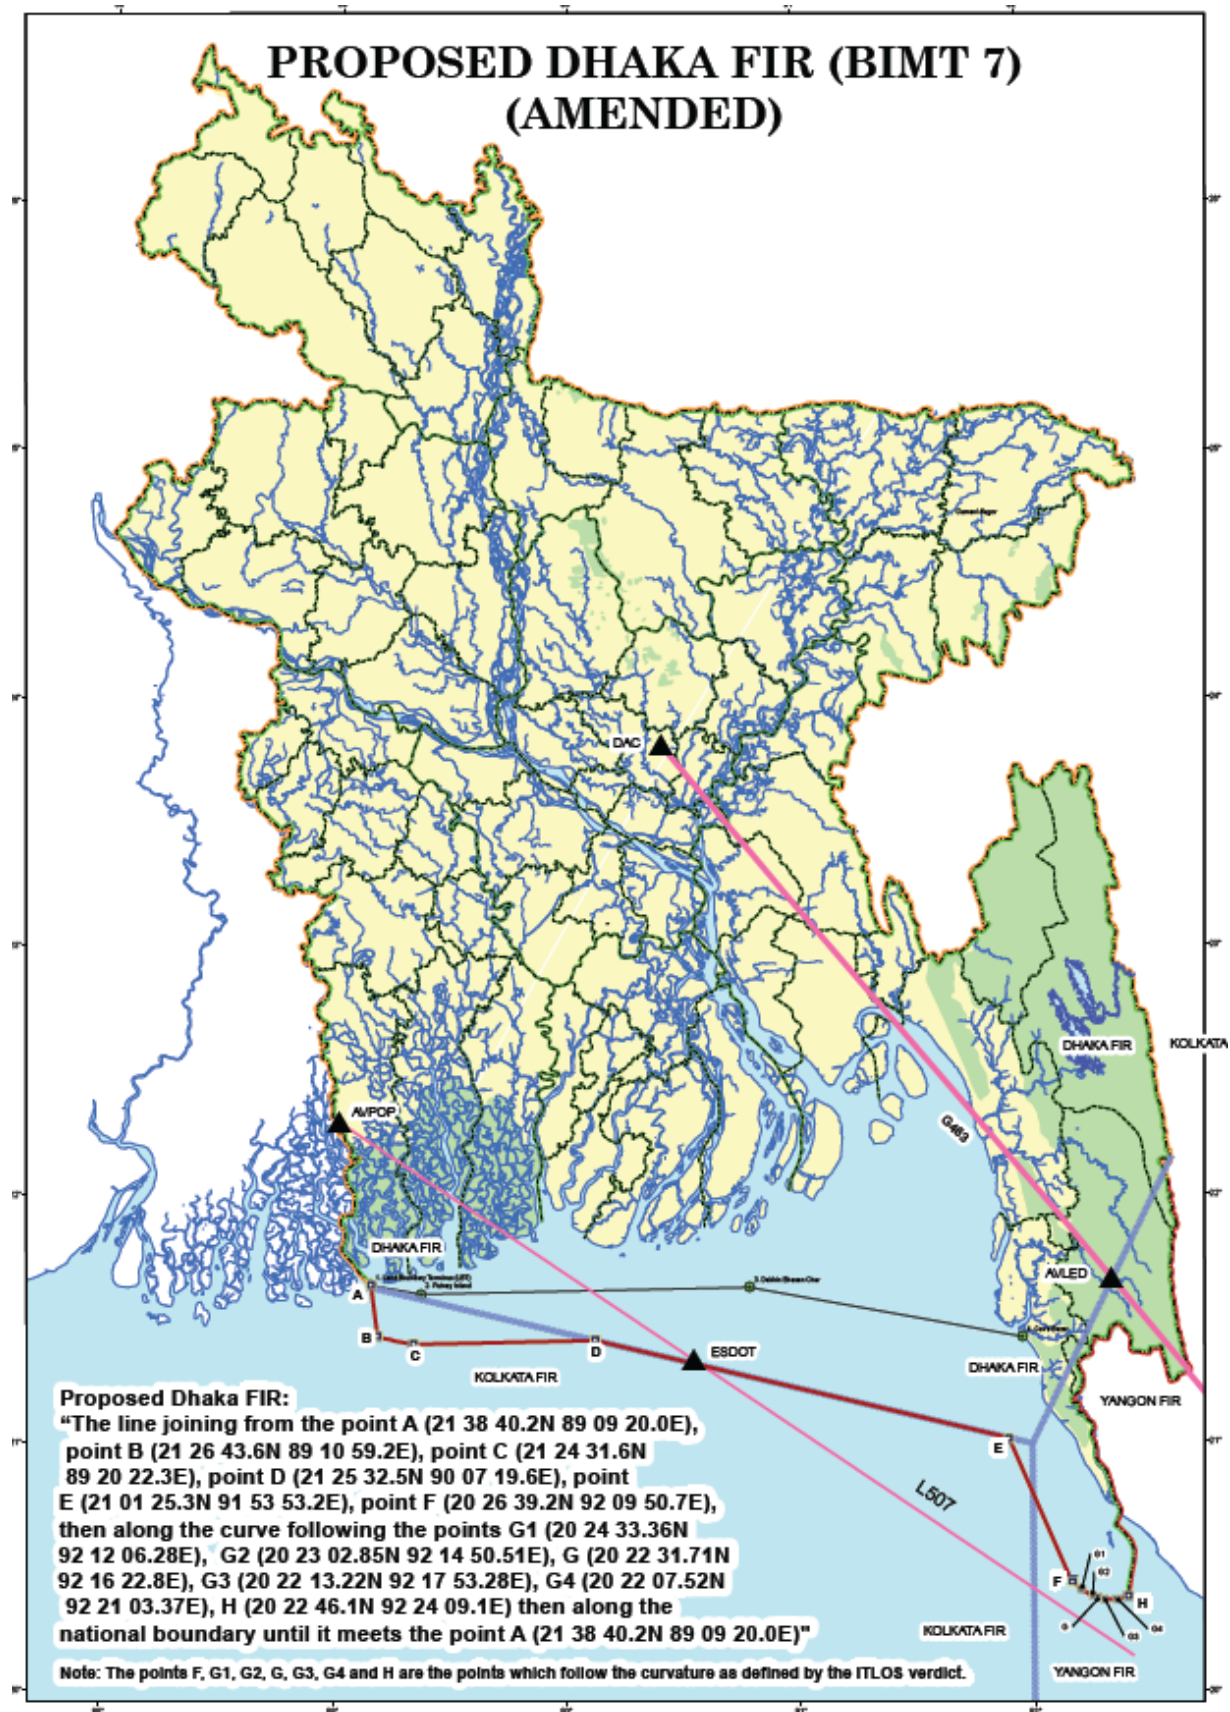 PROPOSED DHAKA FIR (BIMT 7)
(AMENDED)
DAC
DHAKA FIR
KOLKATA
AVPOP
G463
DHAKA FIR
AVLED
A
B
C
D
ESDOT
KOLKATA FIR
DHAKA FIR
YANGON FIR
E
Proposed Dhaka FIR:
“The line joining from the point A (21 38 40.2N 89 09 20.0E),
point B (21 26 43.6N 89 10 59.2E), point C (21 24 31.6N
89 20 22.3E), point D (21 25 32.5N 90 07 19.6E), point
E (21 01 25.3N 91 53 53.2E), point F (20 26 39.2N 92 09 50.7E),
then along the curve following the points G1 (20 24 33.36N
92 12 06.28E), G2 (20 23 02.85N 92 14 50.51E), G (20 22 31.71N
92 16 22.8E), G3 (20 22 13.22N 92 17 53.28E), G4 (20 22 07.52N
92 21 03.37E), H (20 22 46.1N 92 24 09.1E) then along the
national boundary until it meets the point A (21 38 40.2N 89 09 20.0E)"
L507
F
G1
G2
H
G
G3
G4
KOLKATA FIR
YANGON FIR
Note: The points F, G1, G2, G, G3, G4 and H are the points which follow the curvature as defined by the ITLOS verdict.